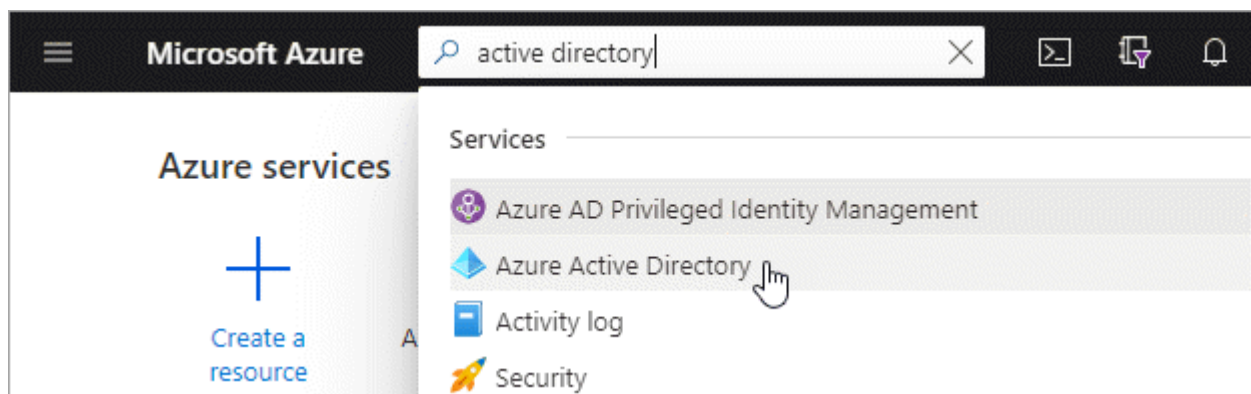 Microsoft Azure
active directory
Azure services
Create a
resource
A
Services
Azure AD Privileged Identity Management
Azure Active Directory
Activity log
Security